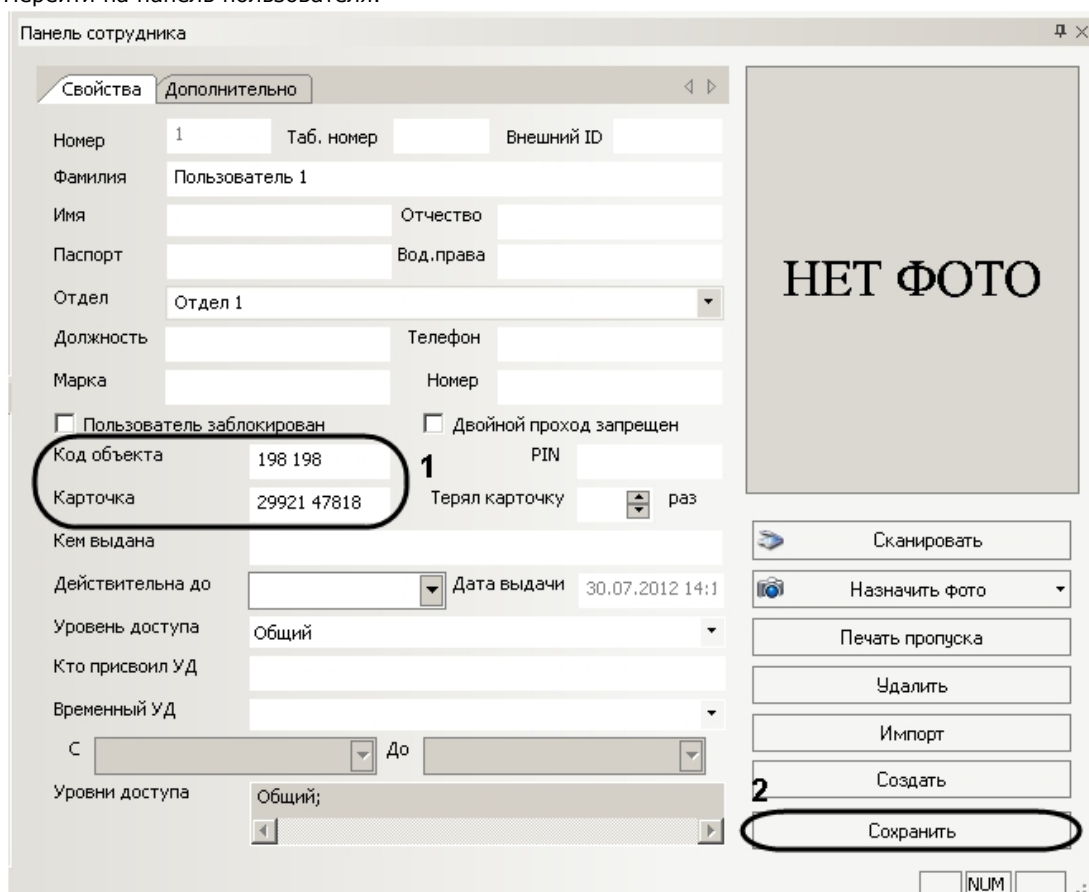 Перейти на панель пользователя.
Панель сотрудника
Свойства Дополнительно
Номер 1 Таб. номер Внешний ID
Фамилия Пользователь 1
Имя Отчество
Паспорт Вод.права
Отдел Отдел 1
Должность Телефон
Марка Номер
Пользователь заблокирован Двойной проход запрещен
Код объекта 198 198 1 PIN
Карточка 29921 47818 Терял карточку раз
Кем выдана
Действительна до Дата выдачи 30.07.2012 14:1
Уровень доступа Общий
Кто присвоил УД
Временный УД
С До
Уровни доступа Общий;
НЕТ ФОТО
Сканировать
Назначить фото
Печать пропуска
Удалить
Импорт
Создать
2
Сохранить
NUM